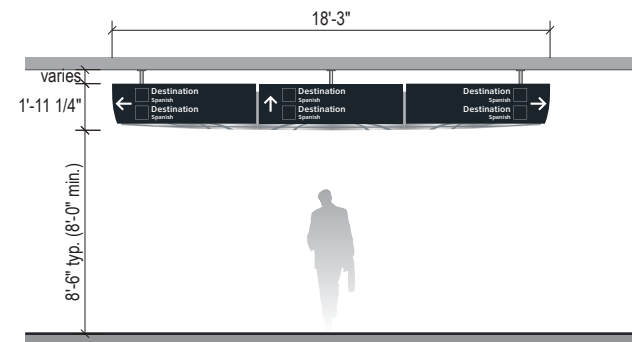 18'-3"
varies
1'-11 1/4"
8'-6" typ. (8'-0" min.)
Destination
Spanish
Destination
Spanish
Destination
Spanish
Destination
Spanish
Destination
Spanish
Destination
Spanish